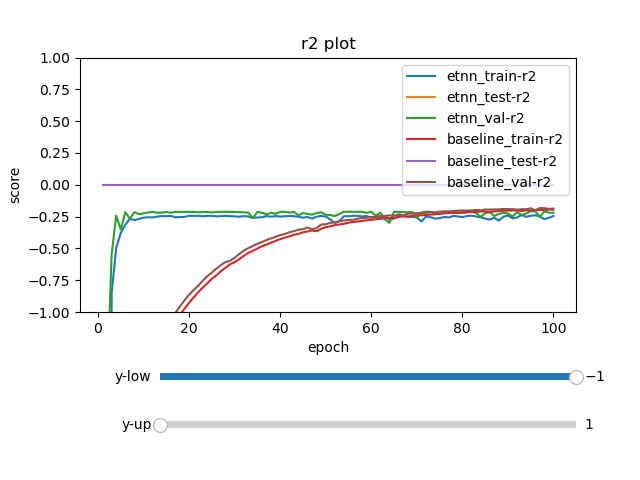 r2 plot
1.00
0.75
0.50
0.25
0.00
−0.25
−0.50
−0.75
−1.00
score
etnn_train-r2
etnn_test-r2
etnn_val-r2
baseline_train-r2
baseline_test-r2
baseline_val-r2
0 20 40 60 80 100
epoch
y-low −1
y-up 1